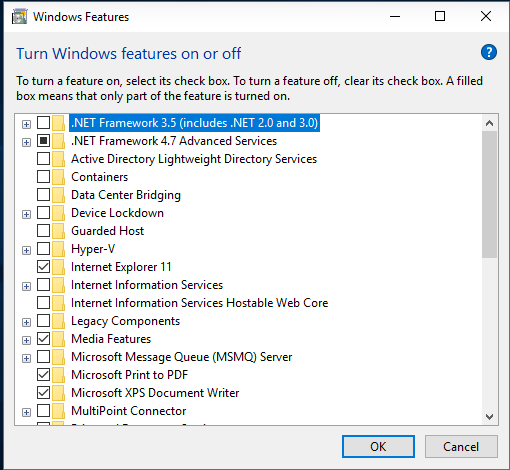 Windows Features
Turn Windows features on or off
?
To turn a feature on, select its check box. To turn a feature off, clear its check box. A filled
box means that only part of the feature is turned on.
.NET Framework 3.5 (includes .NET 2.0 and 3.0)
.NET Framework 4.7 Advanced Services
Active Directory Lightweight Directory Services
Containers
Data Center Bridging
Device Lockdown
Guarded Host
Hyper-V
Internet Explorer 11
Internet Information Services
Internet Information Services Hostable Web Core
Legacy Components
Media Features
Microsoft Message Queue (MSMQ) Server
Microsoft Print to PDF
Microsoft XPS Document Writer
MultiPoint Connector
OK
Cancel